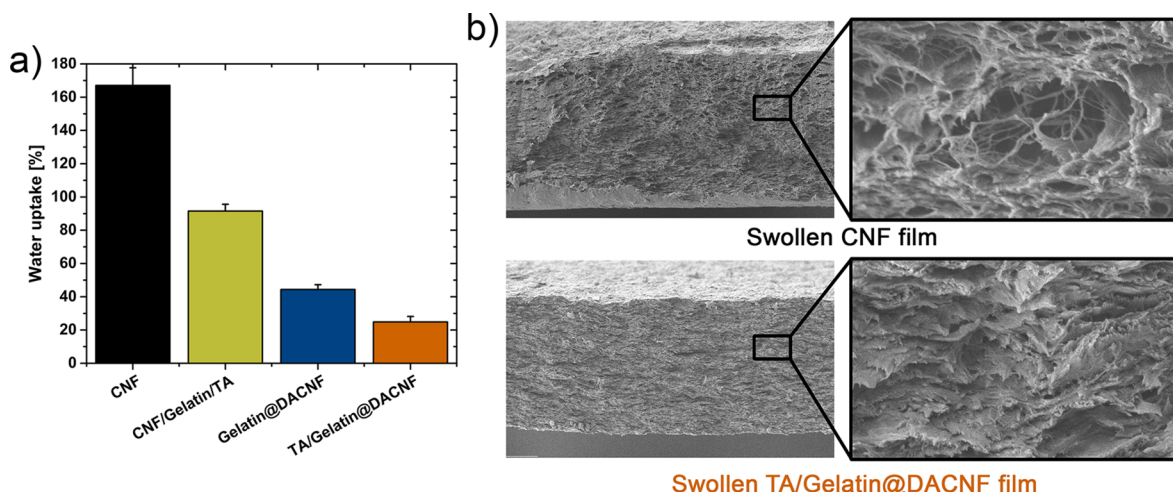 a)
180
160
140
120
100
80
60
40
20
0
Water uptake [%]
CNF
CNF/Gelatin/TA
Gelatin@DACNF
TA/Gelatin@DACNF
b)
Swollen CNF film
Swollen TA/Gelatin@DACNF film